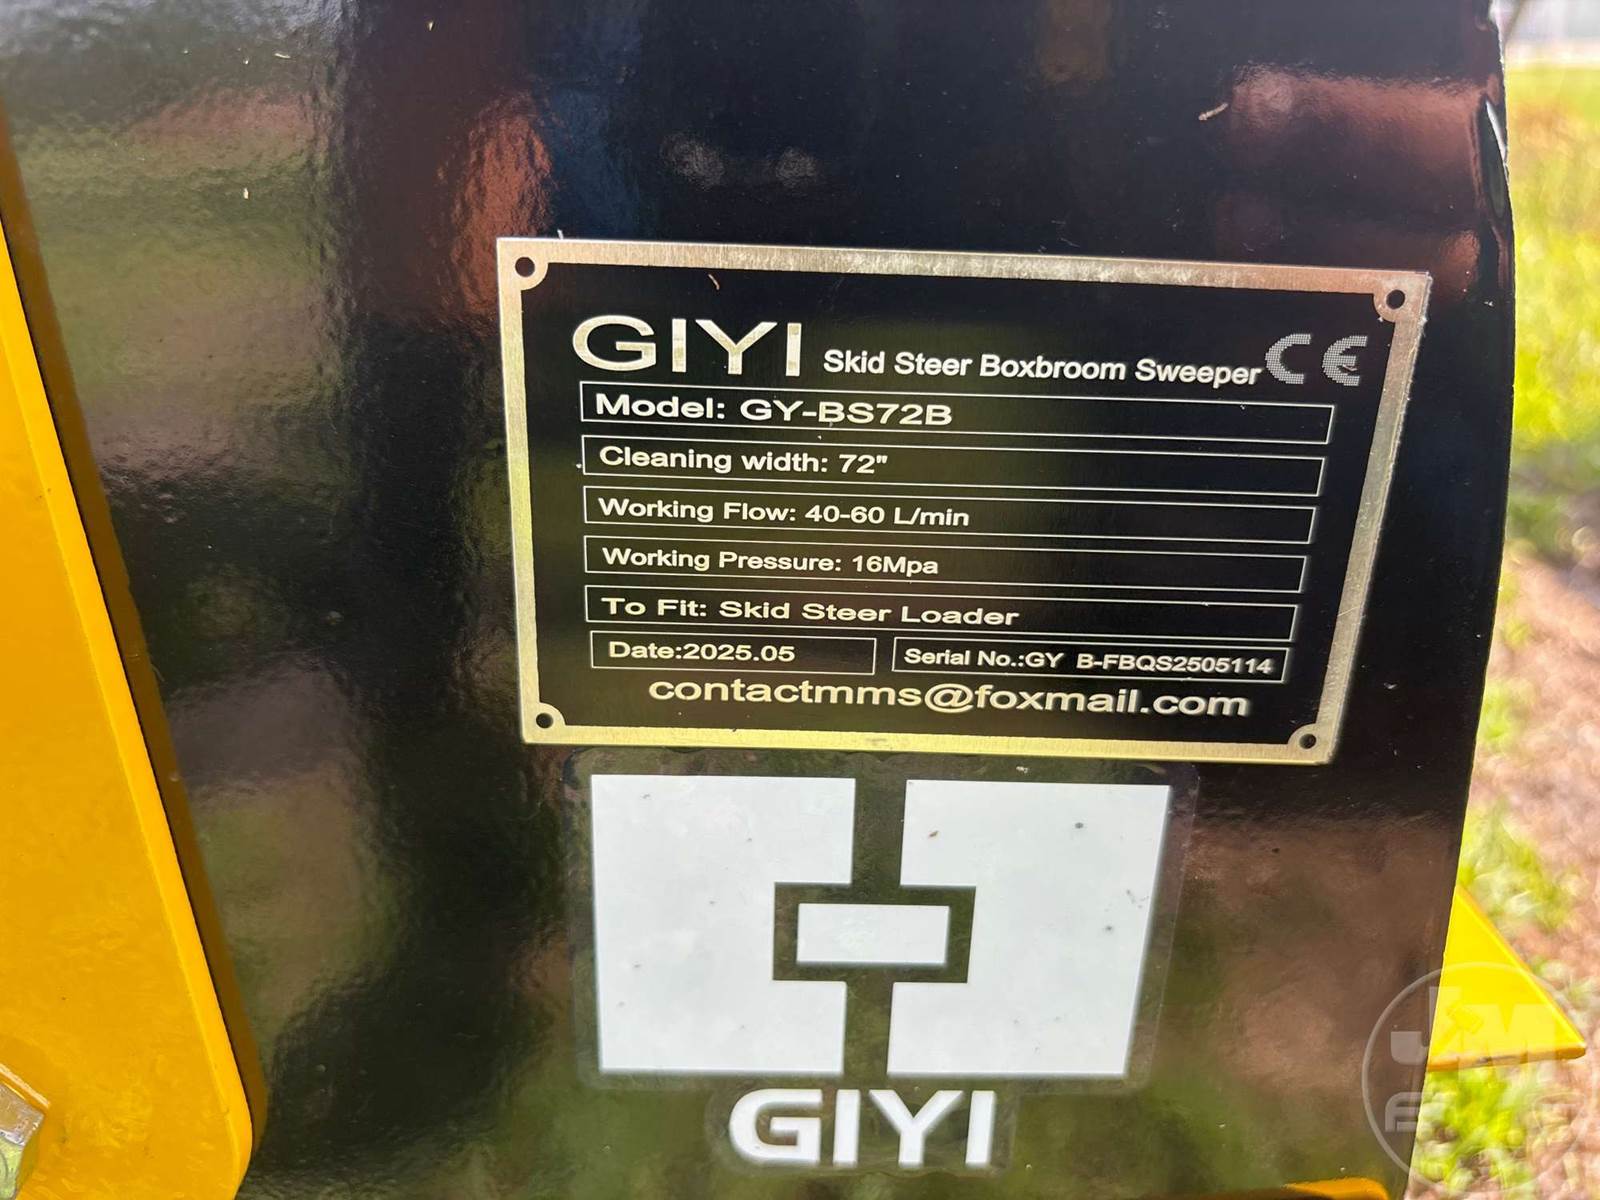 GIYI Skid Steer Boxbroom Sweeper CE
Model: GY-BS72B
Cleaning width: 72"
Working Flow: 40-60 L/min
Working Pressure: 16Mpa
To Fit: Skid Steer Loader
Date:2025.05 Serial No.:GY B-FBQS2505114
contactmms@foxmail.com
GIYI
JM